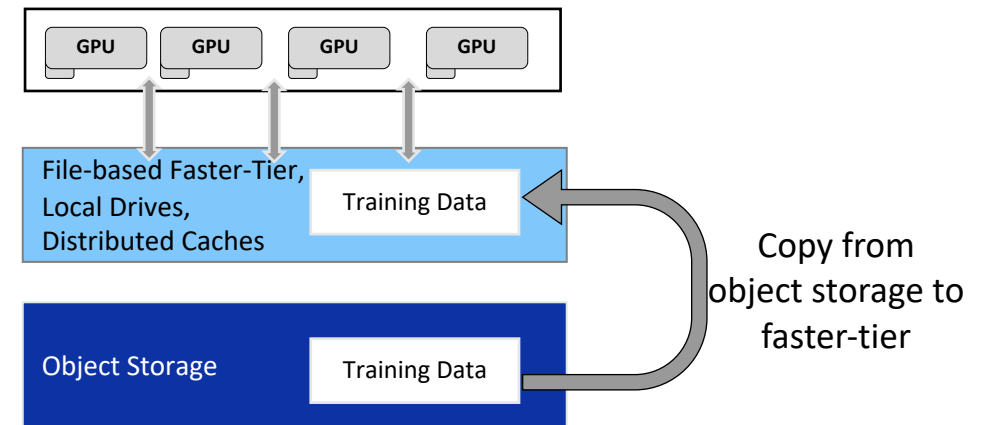 GPU GPU GPU GPU
File-based Faster-Tier,
Local Drives,
Distributed Caches
Training Data
Copy from
object storage to
faster-tier
Object Storage
Training Data